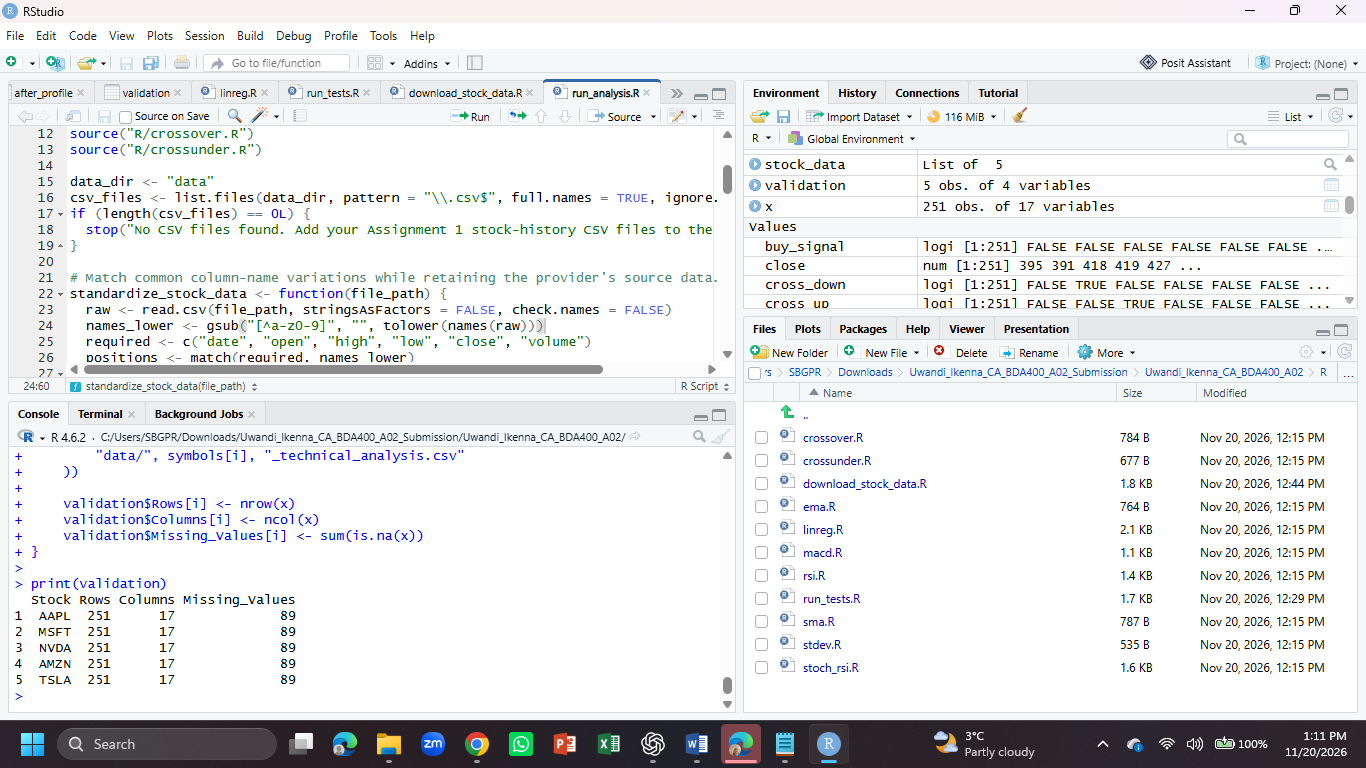 RStudio
File Edit Code View Plots Session Build Debug Profile Tools Help
Go to file/function Addins Posit Assistant Project: (None)
after_profile validation linreg.R run_tests.R download_stock_data.R run_analysis.R
Source on Save Run Source
12 source("R/crossover.R")
13 source("R/crossunder.R")
14
15 data_dir <- "data"
16 csv_files <- list.files(data_dir, pattern = "\\.csv$", full.names = TRUE, ignore.
17 if (length(csv_files) == 0L) {
18 stop("No CSV files found. Add your Assignment 1 stock-history CSV files to the
19 }
20
21 # Match common column-name variations while retaining the provider's source data.
22 standardize_stock_data <- function(file_path) {
23 raw <- read.csv(file_path, stringsAsFactors = FALSE, check.names = FALSE)
24 names_lower <- gsub("[^a-z0-9]", "", tolower(names(raw)))
25 required <- c("date", "open", "high", "low", "close", "volume")
26 positions <- match(required, names_lower)
27
24:60 standardize_stock_data(file_path) R Script
Console Terminal Background Jobs
R 4.6.2 · C:/Users/SBGPR/Downloads/Uwandi_Ikenna_CA_BDA400_A02_Submission/Uwandi_Ikenna_CA_BDA400_A02/
+ "data/", symbols[i], "_technical_analysis.csv"
+ ))
+
+ validation$Rows[i] <- nrow(x)
+ validation$Columns[i] <- ncol(x)
+ validation$Missing_Values[i] <- sum(is.na(x))
+ }
>
> print(validation)
Stock Rows Columns Missing_Values
1 AAPL 251 17 89
2 MSFT 251 17 89
3 NVDA 251 17 89
4 AMZN 251 17 89
5 TSLA 251 17 89
>
Environment History Connections Tutorial
Import Dataset 116 MiB List
R Global Environment
stock_data List of 5
validation 5 obs. of 4 variables
x 251 obs. of 17 variables
Values
buy_signal logi [1:251] FALSE FALSE FALSE FALSE FALSE FALSE ...
close num [1:251] 395 391 418 419 427 ...
cross_down logi [1:251] FALSE TRUE FALSE FALSE FALSE FALSE ...
cross_up logi [1:251] FALSE FALSE TRUE FALSE FALSE FALSE ...
Files Plots Packages Help Viewer Presentation
New Folder New File Delete Rename More
rs SBGPR Downloads Uwandi_Ikenna_CA_BDA400_A02_Submission Uwandi_Ikenna_CA_BDA400_A02 R ...
Name Size Modified
..
crossover.R 784 B Nov 20, 2026, 12:15 PM
crossunder.R 677 B Nov 20, 2026, 12:15 PM
download_stock_data.R 1.8 KB Nov 20, 2026, 12:44 PM
ema.R 764 B Nov 20, 2026, 12:15 PM
linreg.R 2.1 KB Nov 20, 2026, 12:15 PM
macd.R 1.1 KB Nov 20, 2026, 12:15 PM
rsi.R 1.4 KB Nov 20, 2026, 12:15 PM
run_tests.R 1.7 KB Nov 20, 2026, 12:29 PM
sma.R 787 B Nov 20, 2026, 12:15 PM
stdev.R 535 B Nov 20, 2026, 12:15 PM
stoch_rsi.R 1.6 KB Nov 20, 2026, 12:15 PM
Search zm
3°C
Partly cloudy
100%
1:11 PM
11/20/2026